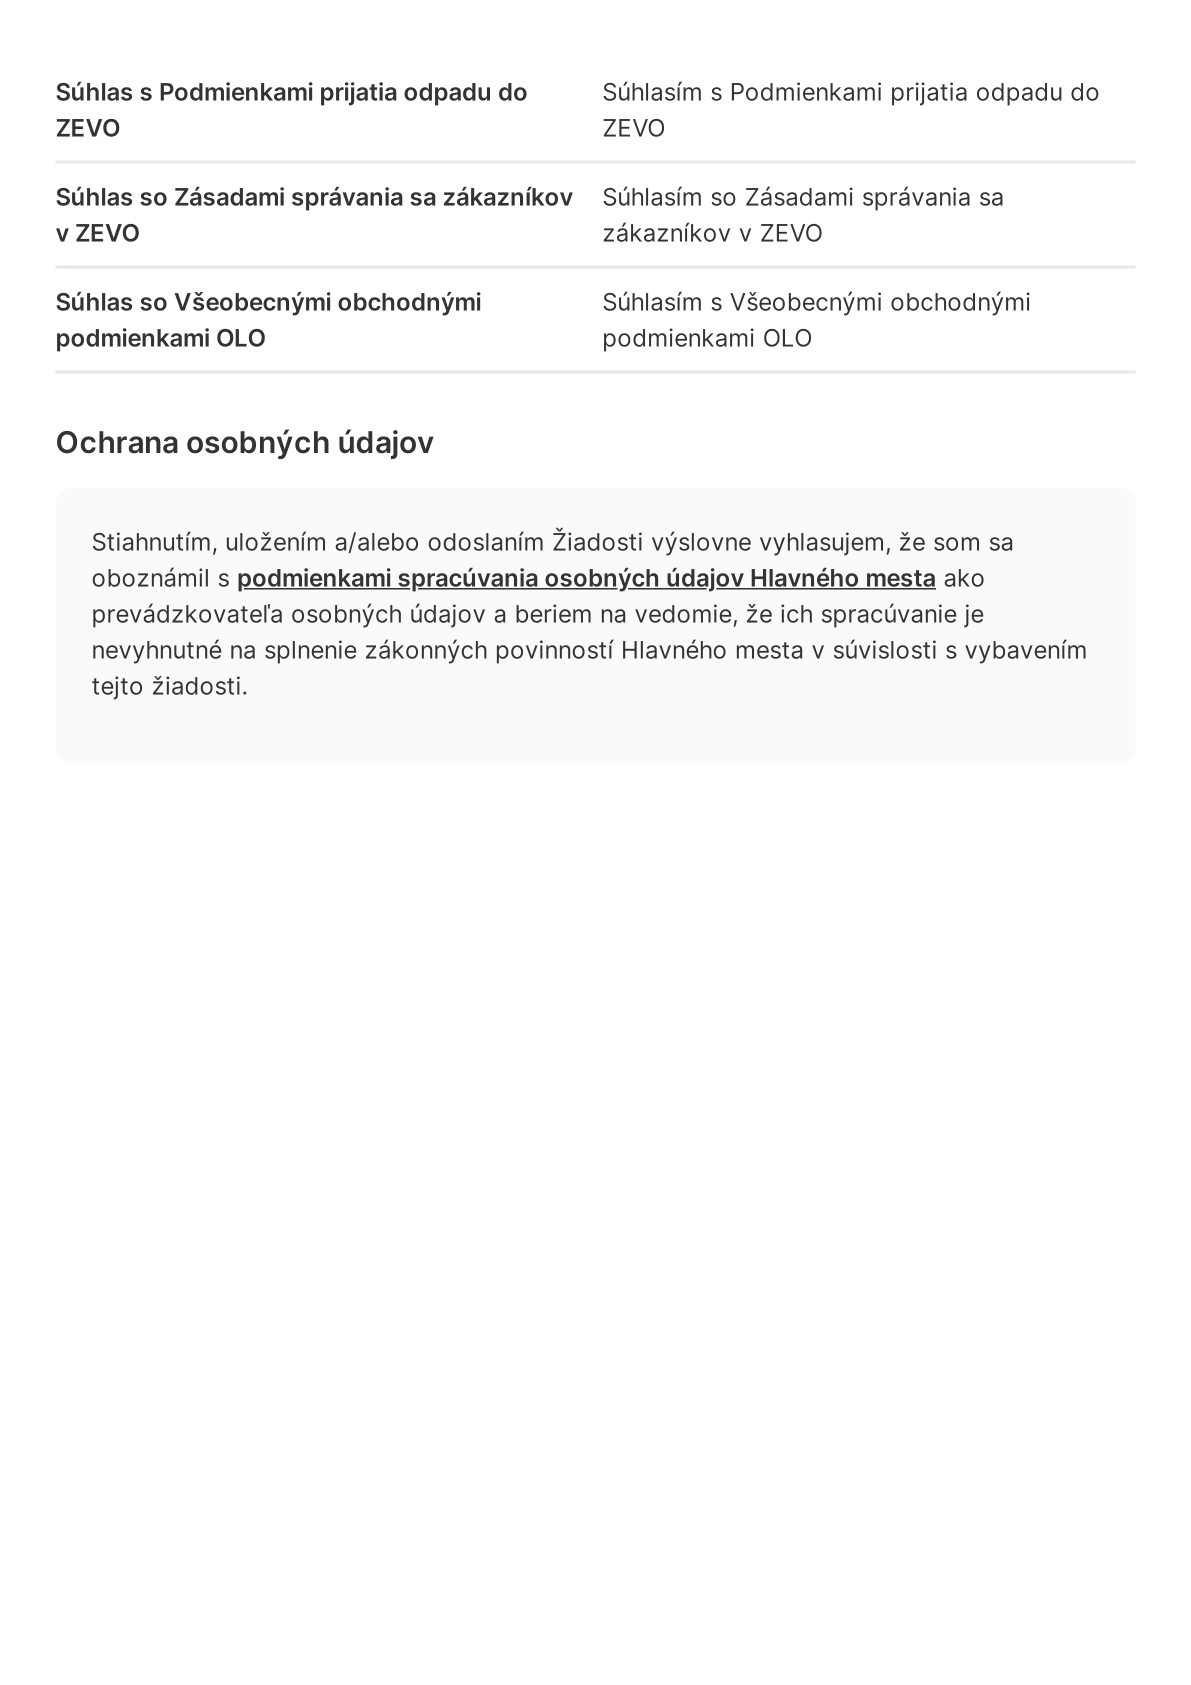 Súhlas s Podmienkami prijatia odpadu do
ZEVO
Súhlasím s Podmienkami prijatia odpadu do
ZEVO
Súhlas so Zásadami správania sa zákazníkov
v ZEVO
Súhlasím so Zásadami správania sa
zákazníkov v ZEVO
Súhlas so Všeobecnými obchodnými
podmienkami OLO
Súhlasím s Všeobecnými obchodnými
podmienkami OLO
Ochrana osobných údajov
Stiahnutím, uložením a/alebo odoslaním Žiadosti výslovne vyhlasujem, že som sa
oboznámil s podmienkami spracúvania osobných údajov Hlavného mesta ako
prevádzkovateľa osobných údajov a beriem na vedomie, že ich spracúvanie je
nevyhnutné na splnenie zákonných povinností Hlavného mesta v súvislosti s vybavením
tejto žiadosti.